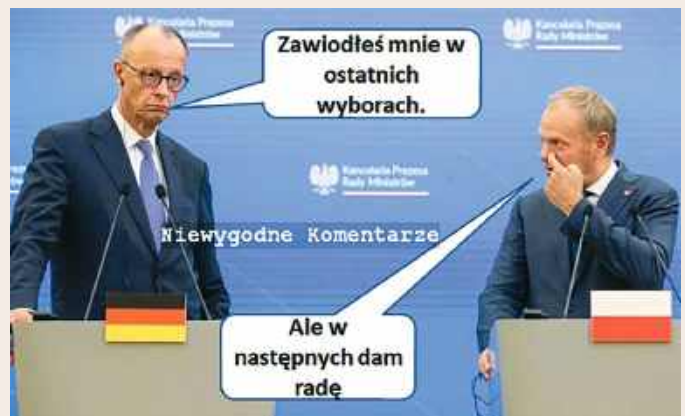 Kancelaria Prezesa
Rady Ministrów
Zawiodłeś mnie w
ostatnich
wyborach.
Kancelaria Prezesa
Rady Ministrów
Niewygodne Komentarze
Ale w
następnych dam
radę